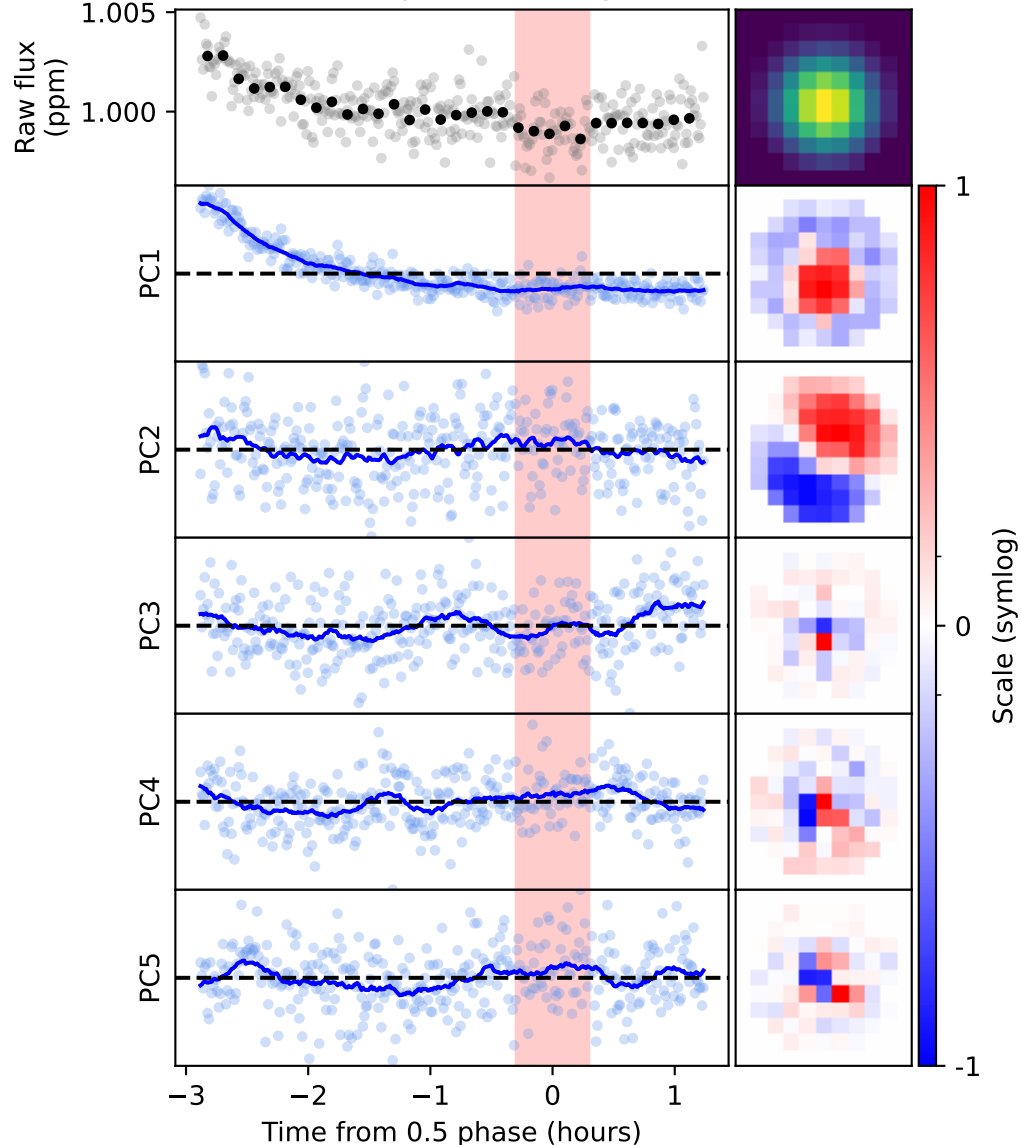 1.005
Raw flux
(ppm)
1.000
1
PC1
PC2
PC3
0
Scale (symlog)
PC4
PC5
-1
−3 −2 −1 0 1
Time from 0.5 phase (hours)